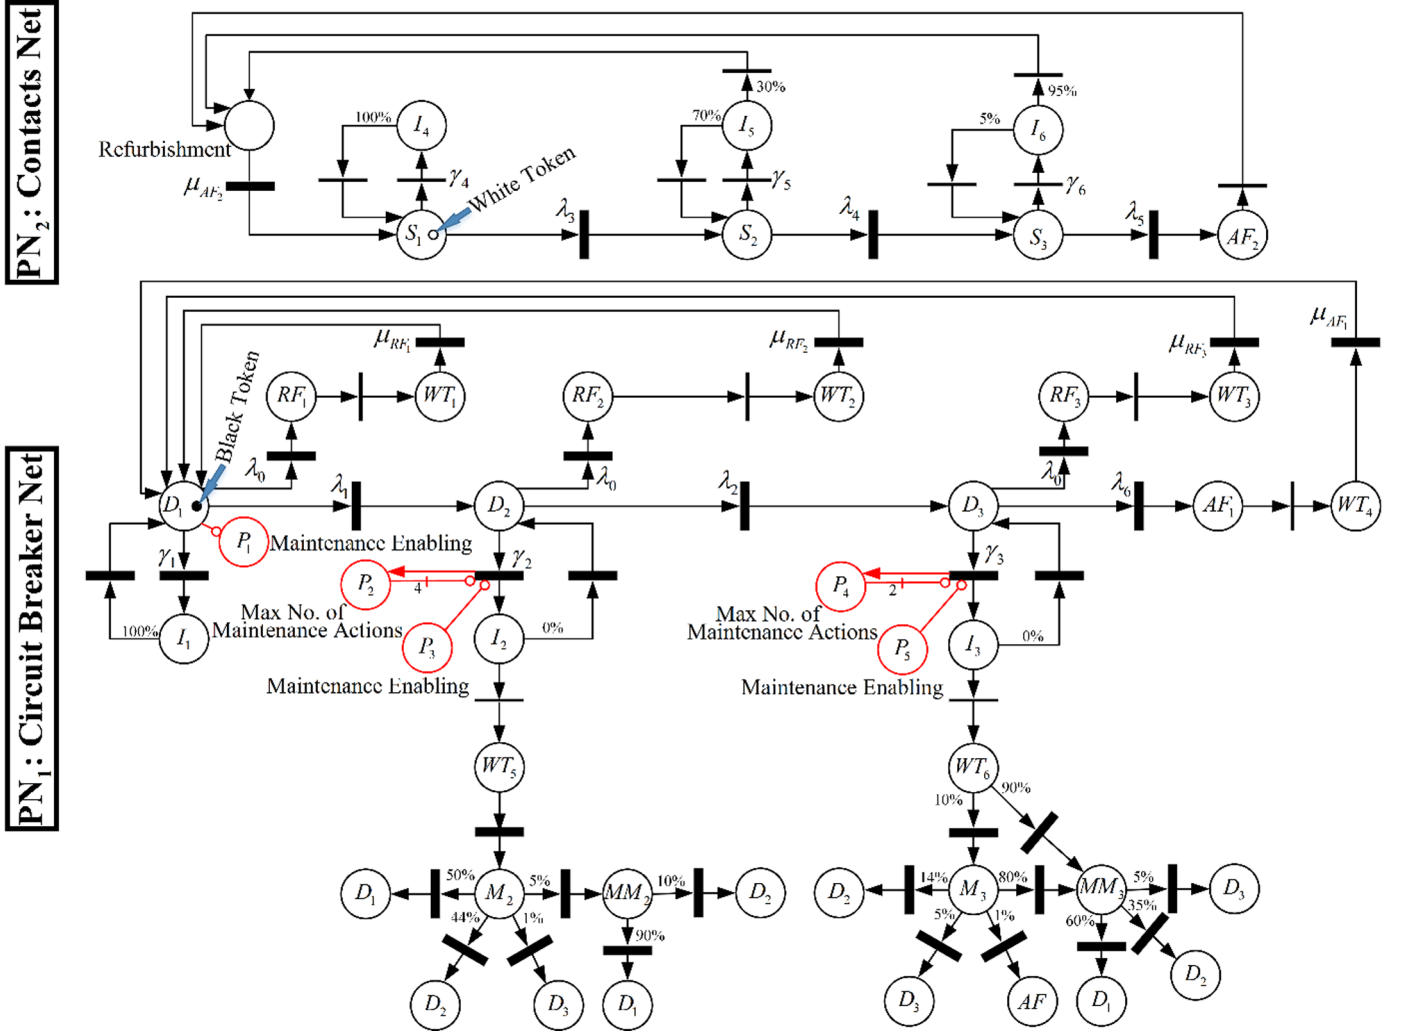 PN₂: Contacts Net
Refurbishment
μ_AF₂
100%
I₄
γ₄
S₁
White Token
λ₃
30%
70%
I₅
γ₅
S₂
λ₄
95%
5%
I₆
γ₆
S₃
λ₅
AF₂
PN₁: Circuit Breaker Net
μ_RF₁
μ_RF₂
μ_RF₃
μ_AF₁
Black Token
RF₁
WT₁
RF₂
WT₂
RF₃
WT₃
λ₀
λ₀
λ₀
D₁
λ₁
D₂
λ₂
D₃
λ₆
AF₁
WT₄
P₁
Maintenance Enabling
γ₁
γ₂
γ₃
P₂
4
P₄
2
Max No. of
Maintenance Actions
Max No. of
Maintenance Actions
100%
I₁
P₃
I₂
0%
P₅
I₃
0%
Maintenance Enabling
Maintenance Enabling
WT₅
WT₆
90%
10%
D₁
50%
M₂
5%
MM₂
10%
D₂
44%
1%
90%
D₂
D₃
D₁
D₂
14%
M₃
80%
MM₃
5%
D₃
5%
1%
60%
35%
D₂
D₃
AF
D₁